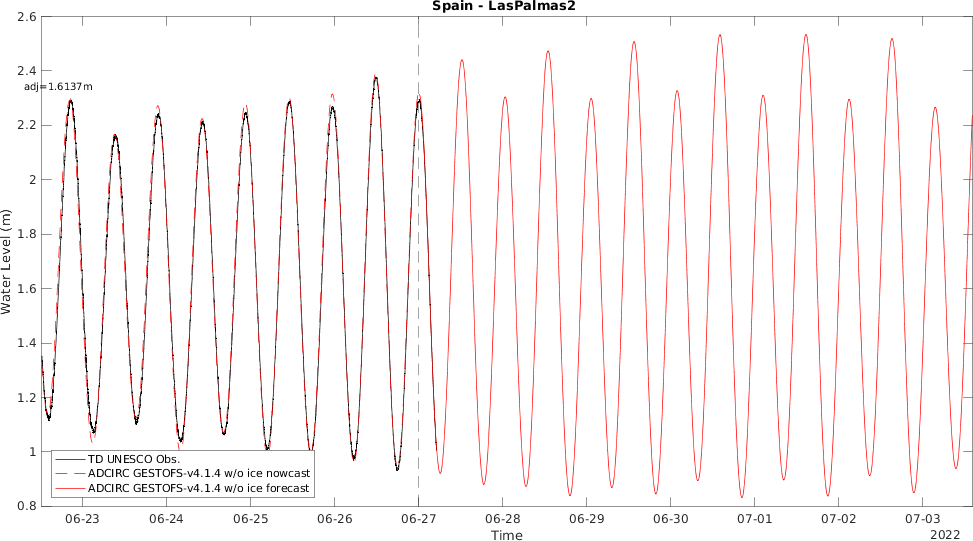 Spain - LasPalmas2
adj=1.6137m
Water Level (m)
2.6
2.4
2.2
2
1.8
1.6
1.4
1.2
1
0.8
TD UNESCO Obs.
ADCIRC GESTOFS-v4.1.4 w/o ice nowcast
ADCIRC GESTOFS-v4.1.4 w/o ice forecast
06-23 06-24 06-25 06-26 06-27 06-28 06-29 06-30 07-01 07-02 07-03
Time
2022